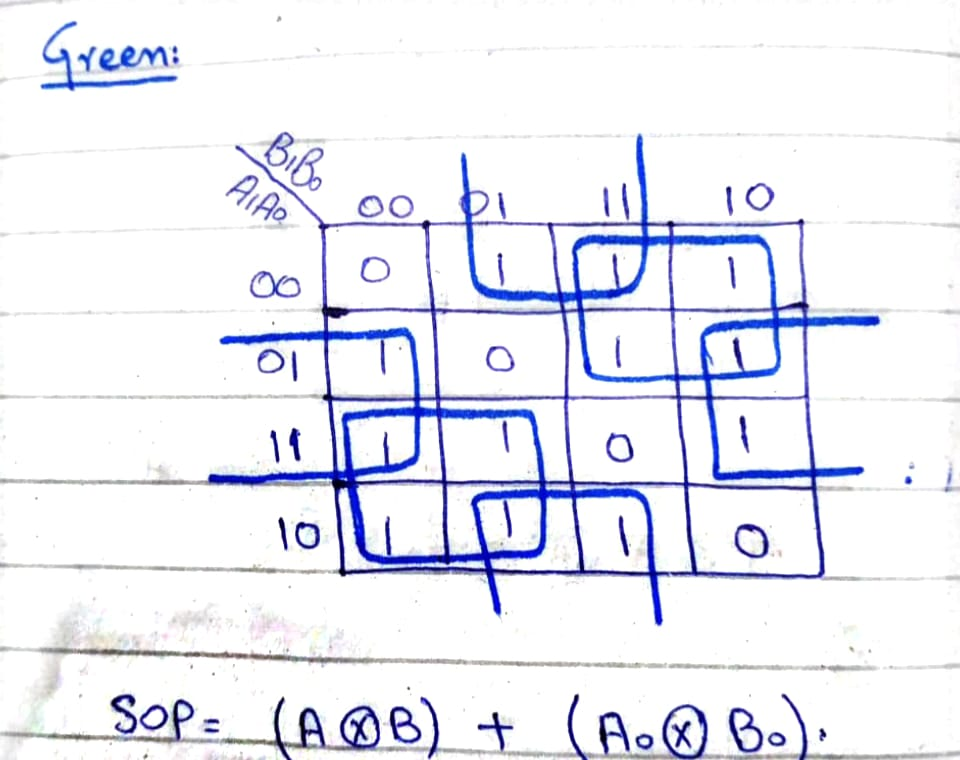 Green:
B₁B₀
A₁A₀
00 01 11 10
00 0 1 1 1
01 1 0 1 1
11 1 1 0 1
10 1 1 1 0
SOP = (A ⊗ B) + (A₀ ⊗ B₀).